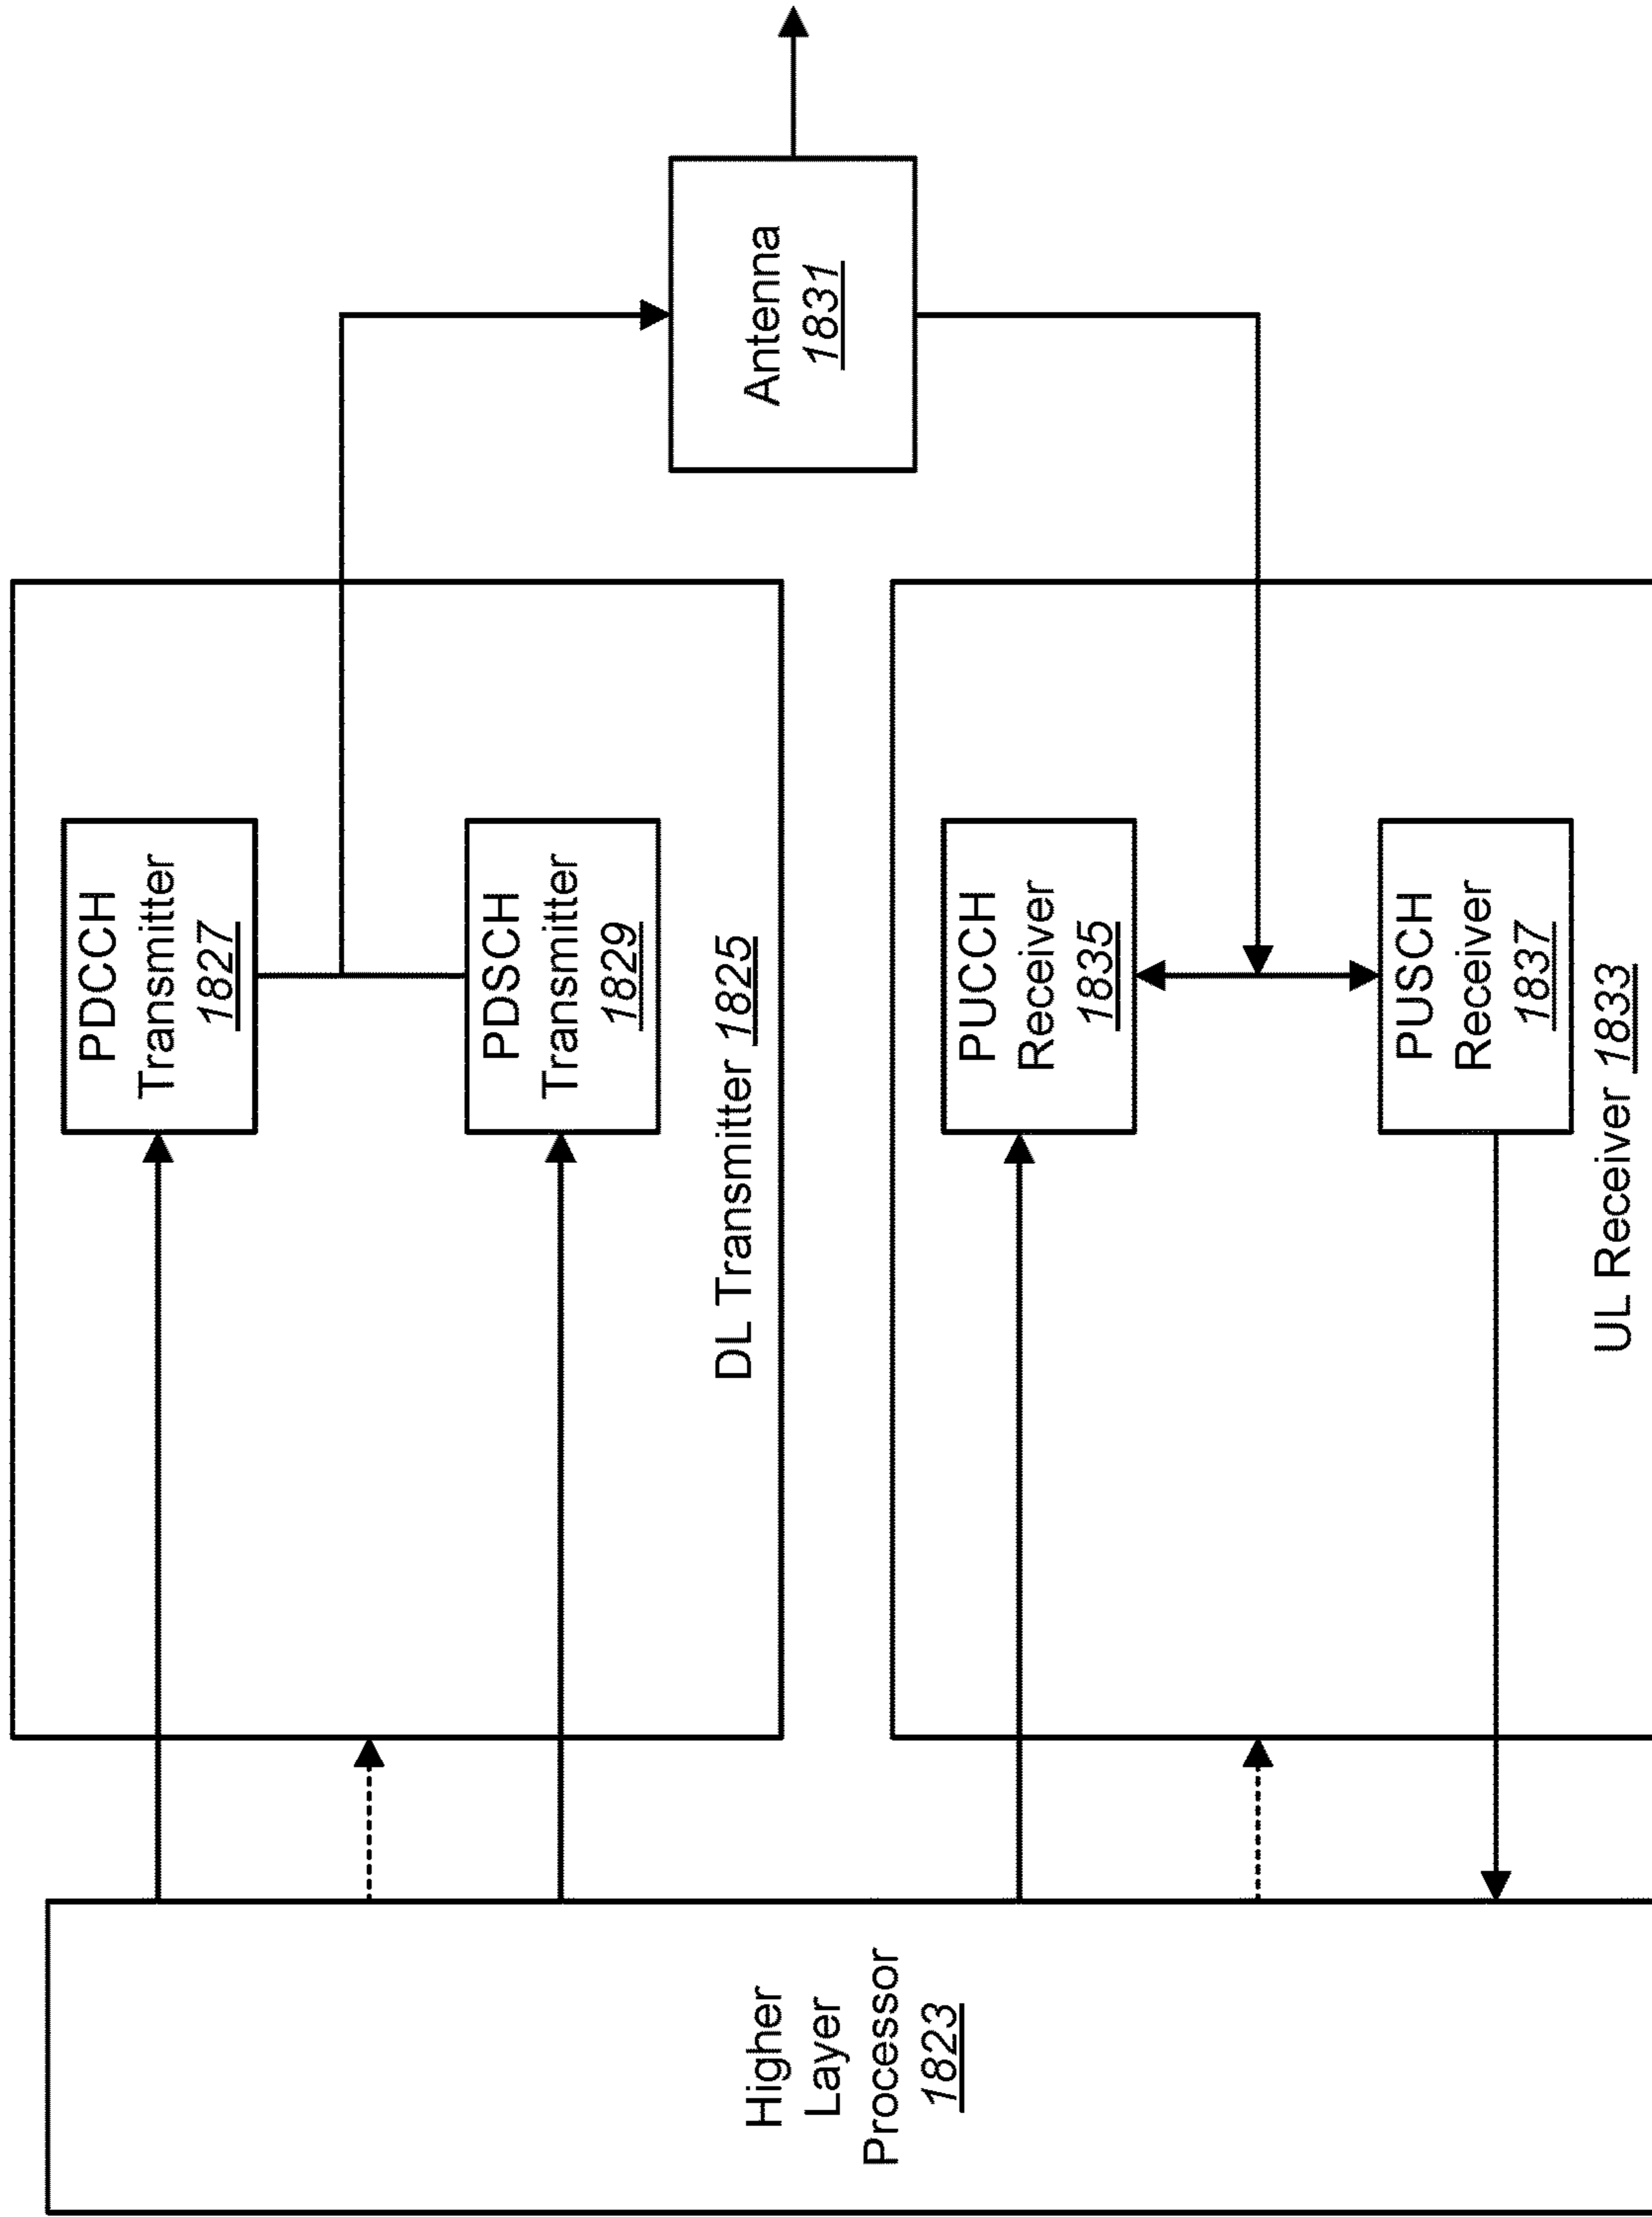 Higher
Layer
Processor
1823
PDCCH
Transmitter
1827
PDSCH
Transmitter
1829
DL Transmitter 1825
PUCCH
Receiver
1835
PUSCH
Receiver
1837
UL Receiver 1833
Antenna
1831